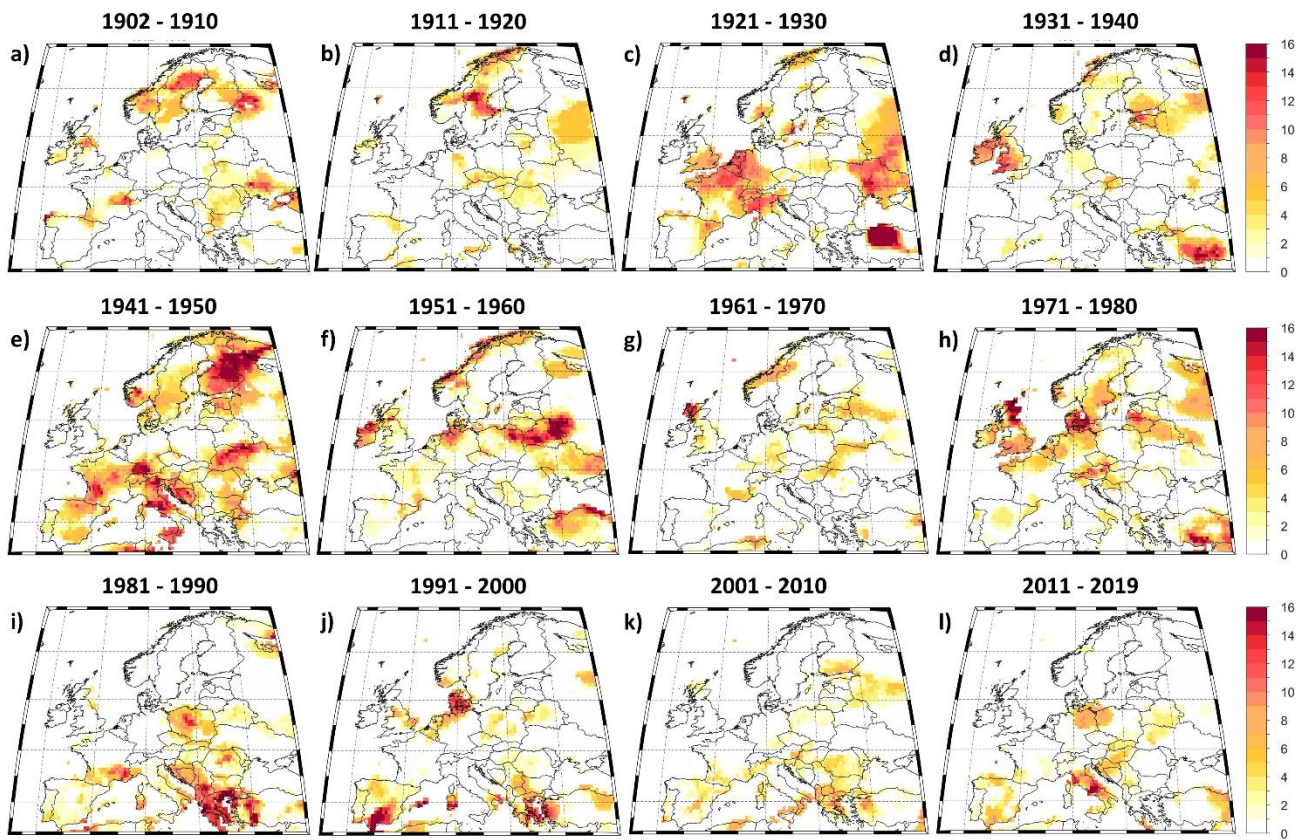 1902 - 1910
1911 - 1920
1921 - 1930
1931 - 1940
a)
b)
c)
d)
16
14
12
10
8
6
4
2
0
1941 - 1950
1951 - 1960
1961 - 1970
1971 - 1980
e)
f)
g)
h)
16
14
12
10
8
6
4
2
0
1981 - 1990
1991 - 2000
2001 - 2010
2011 - 2019
i)
j)
k)
l)
16
14
12
10
8
6
4
2
0